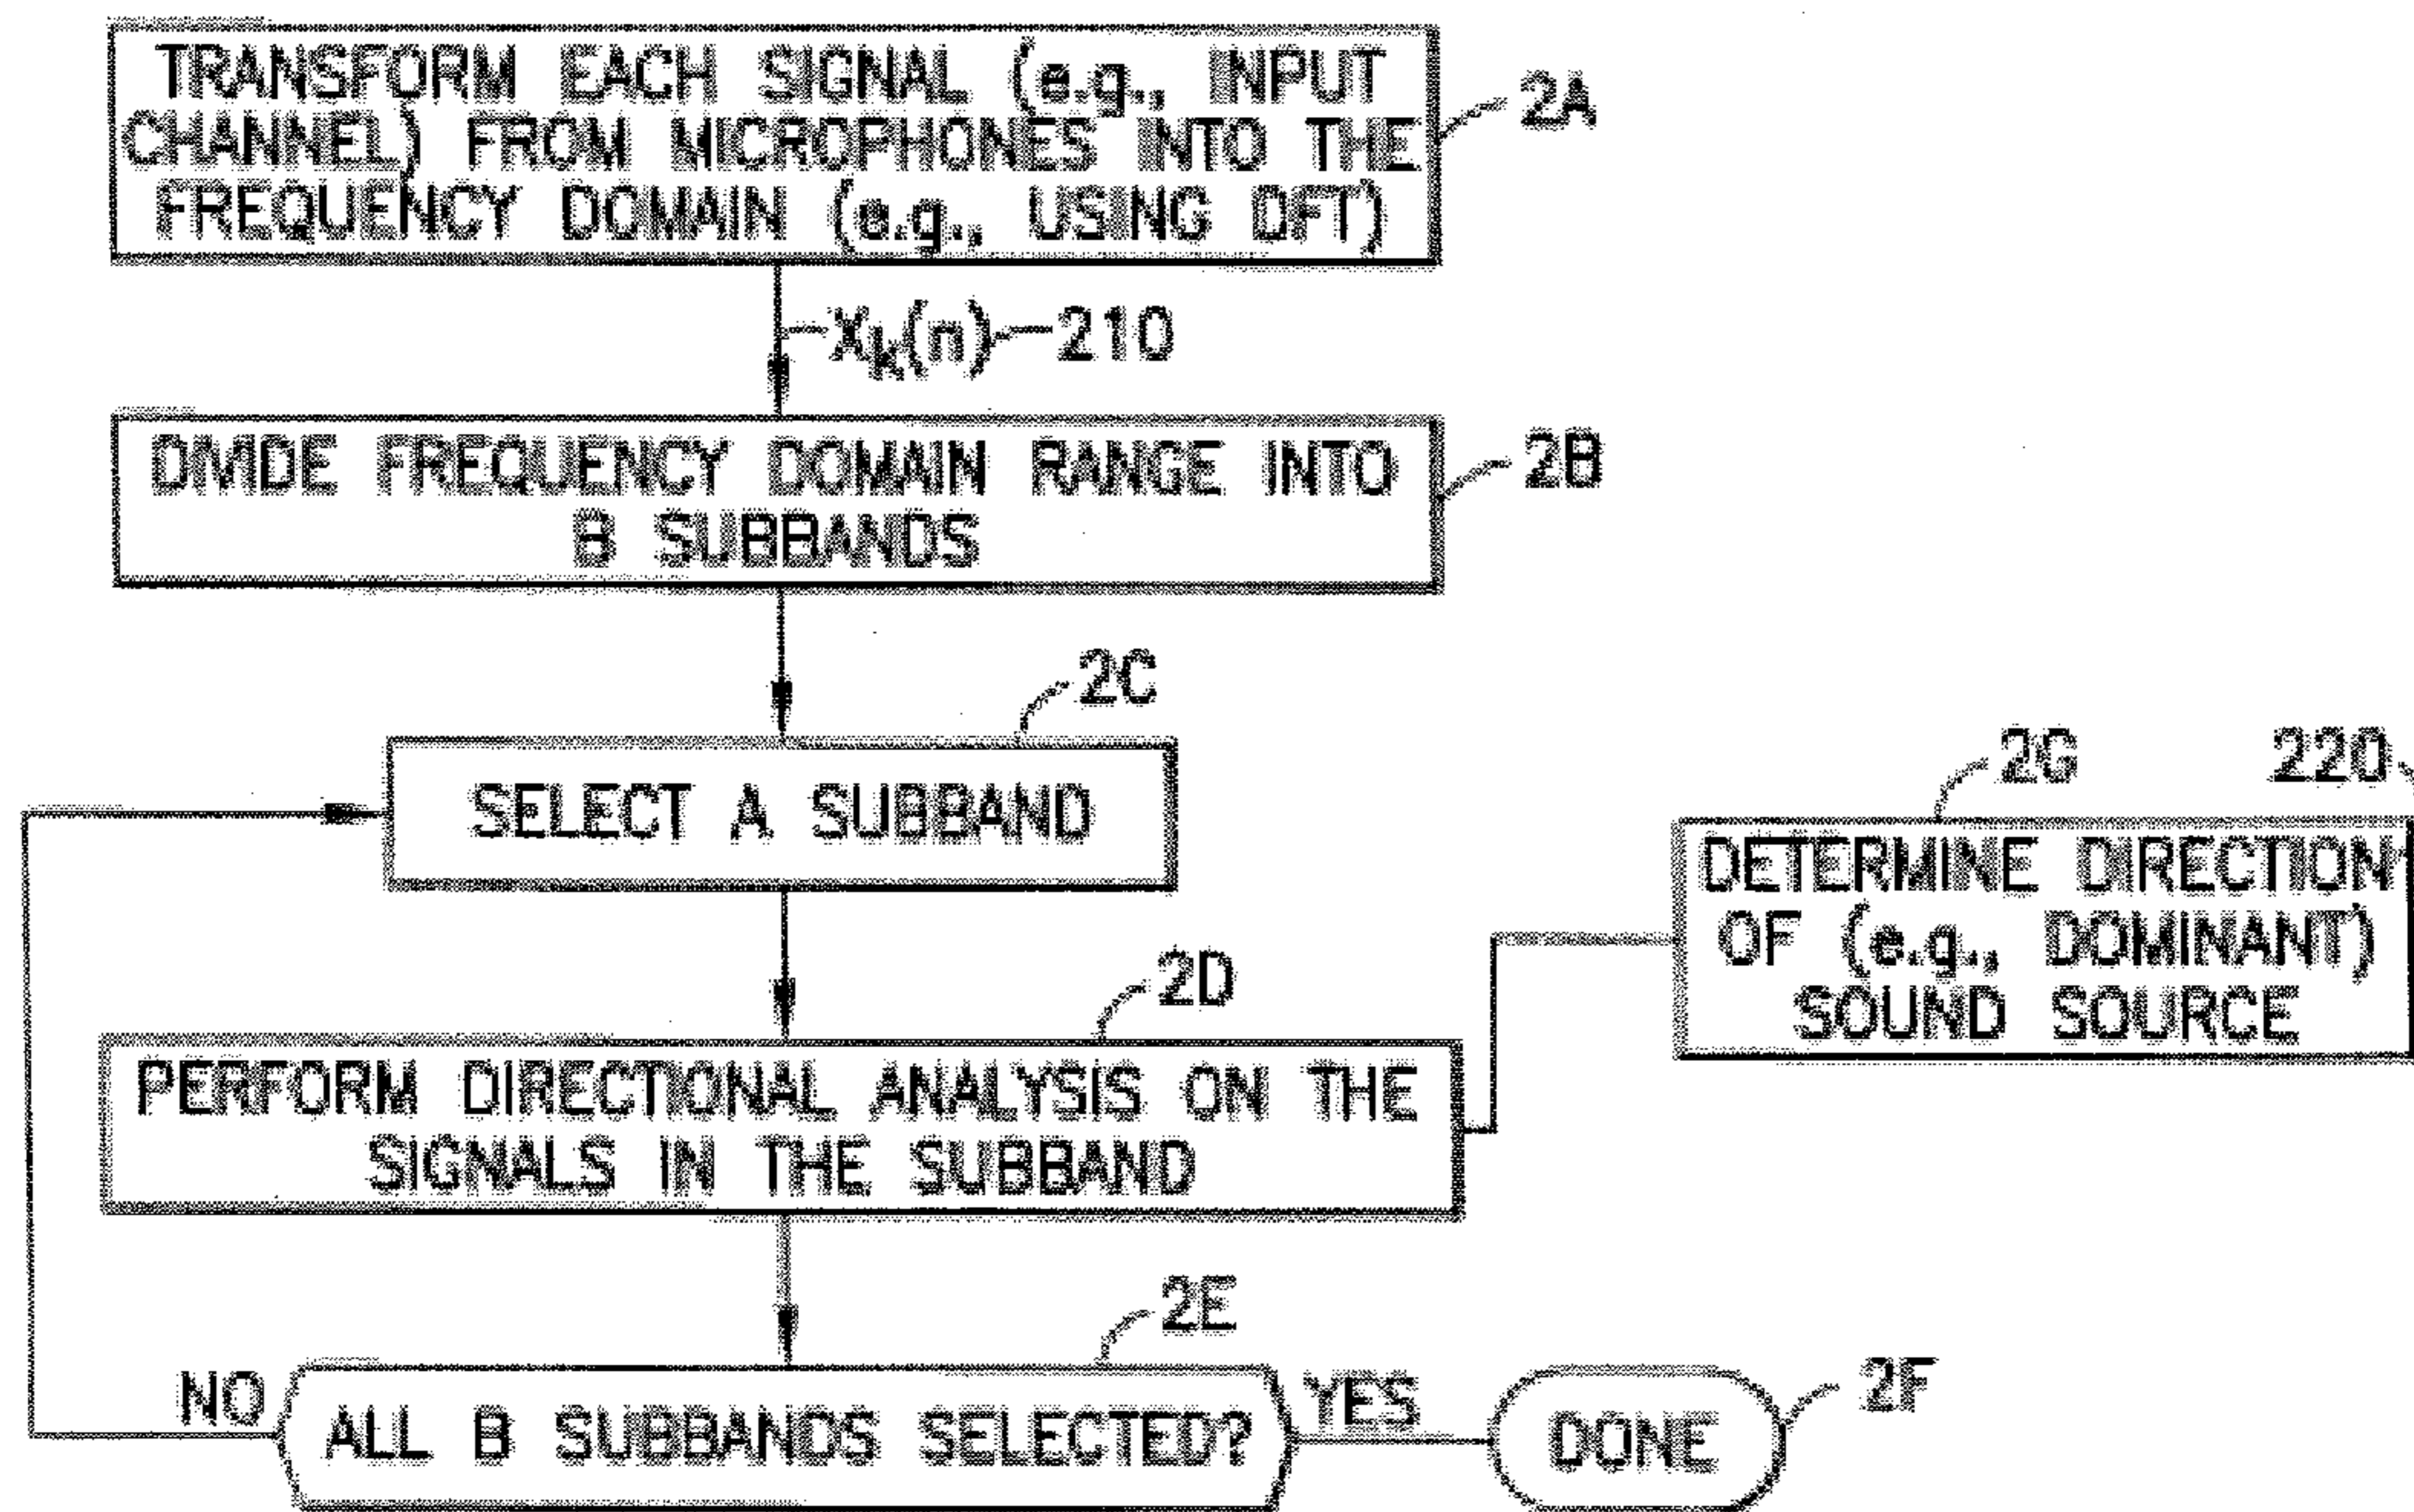 TRANSFORM EACH SIGNAL (e.g., INPUT
CHANNEL) FROM MICROPHONES INTO THE
FREQUENCY DOMAIN (e.g., USING DFT)
2A
Xk(n) 210
DIVIDE FREQUENCY DOMAIN RANGE INTO
B SUBBANDS
2B
2C
SELECT A SUBBAND
2G
220
DETERMINE DIRECTION
OF (e.g., DOMINANT)
SOUND SOURCE
2D
PERFORM DIRECTIONAL ANALYSIS ON THE
SIGNALS IN THE SUBBAND
2E
NO
ALL B SUBBANDS SELECTED?
YES
DONE
2F